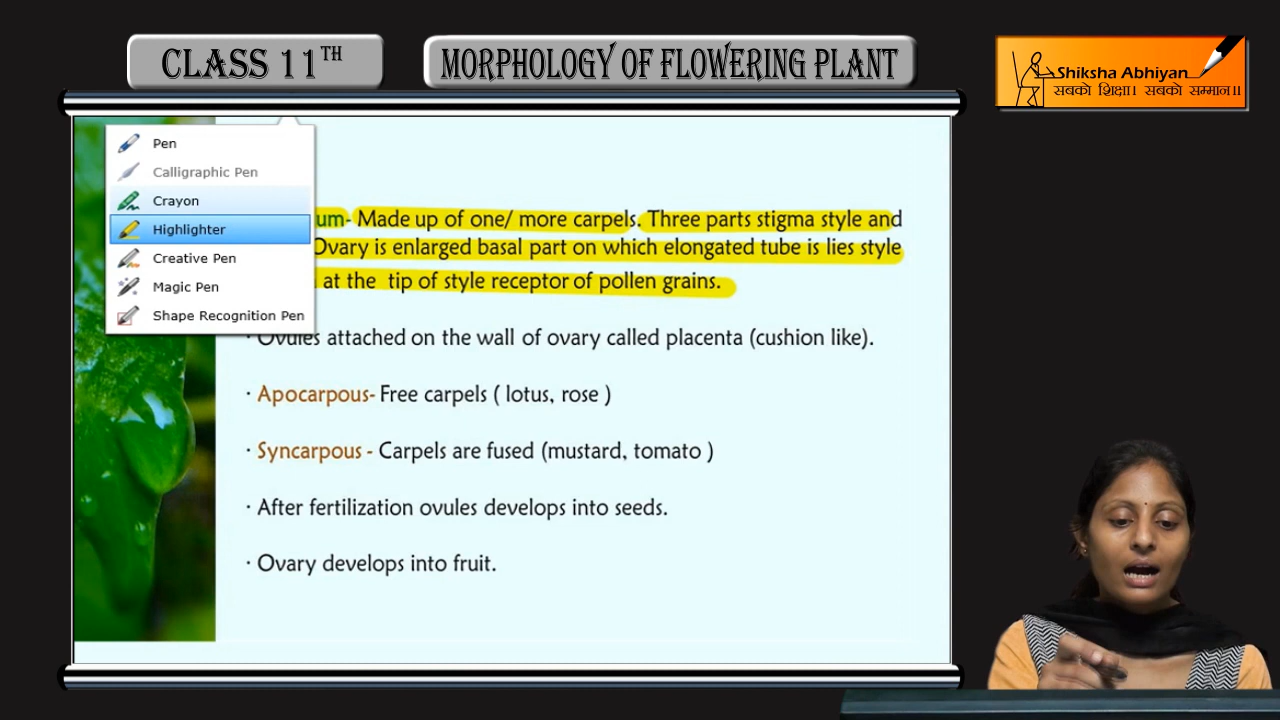 CLASS 11TH
MORPHOLOGY OF FLOWERING PLANT
Shiksha Abhiyan
सबको शिक्षा। सबको सम्मान॥
Pen
Calligraphic Pen
Crayon
Highlighter
Creative Pen
Magic Pen
Shape Recognition Pen
um- Made up of one/ more carpels. Three parts stigma style and
Ovary is enlarged basal part on which elongated tube is lies style
at the tip of style receptor of pollen grains.
· Ovules attached on the wall of ovary called placenta (cushion like).
· Apocarpous- Free carpels ( lotus, rose )
· Syncarpous - Carpels are fused (mustard, tomato )
· After fertilization ovules develops into seeds.
· Ovary develops into fruit.